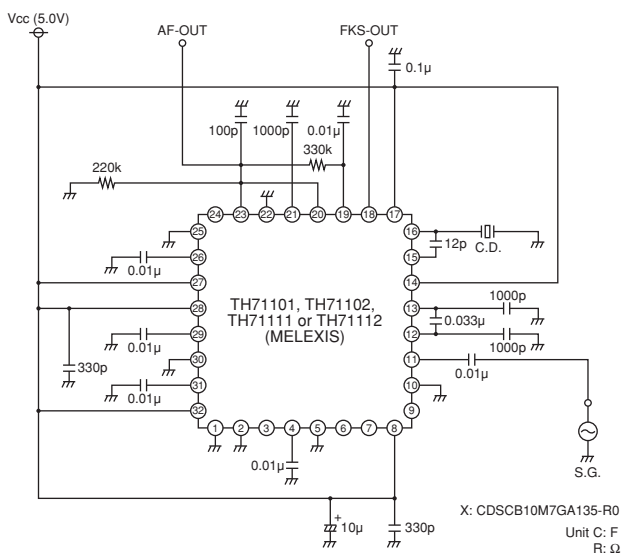 Vcc (5.0V)
AF-OUT
FKS-OUT
0.1µ
100p
1000p
0.01µ
330k
220k
24 23 22 21 20 19 18 17
25
16
12p
C.D.
26
15
0.01µ
27
14
TH71101, TH71102,
TH71111 or TH71112
(MELEXIS)
28
13
1000p
0.033µ
29
12
0.01µ
1000p
330p
30
11
0.01µ
31
10
0.01µ
32
9
1 2 3 4 5 6 7 8
0.01µ
S.G.
+
10µ
330p
X: CDSCB10M7GA135-R0
Unit C: F
R: Ω